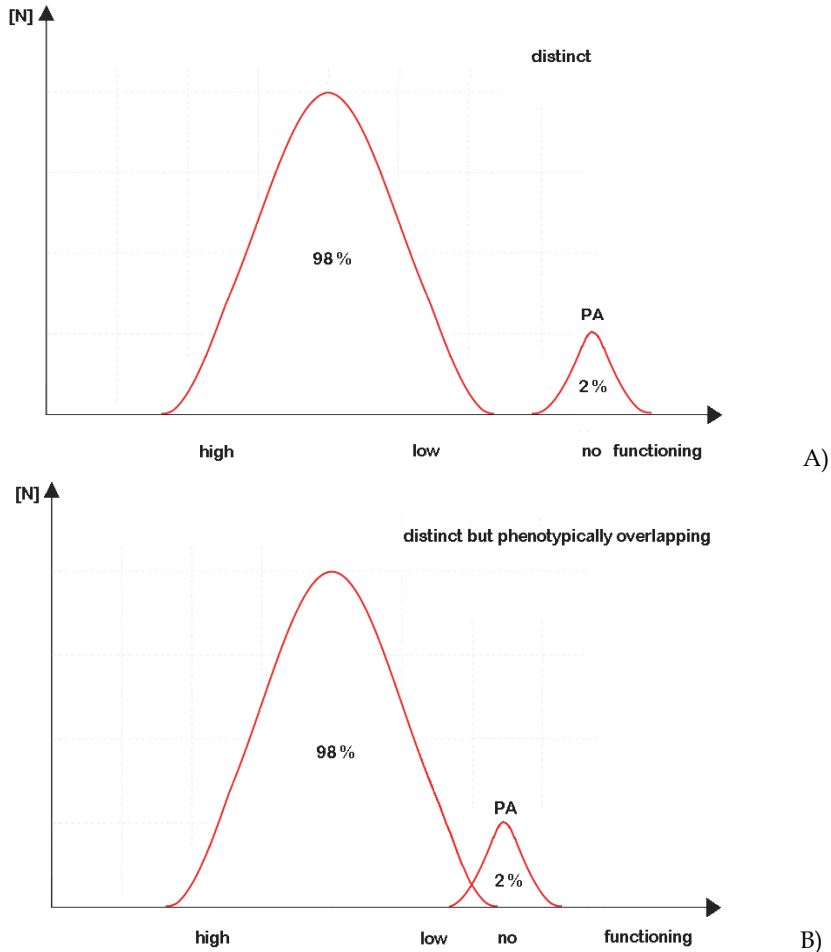 [N]
distinct
98%
PA
2%
high low no functioning
A)
[N]
distinct but phenotypically overlapping
98%
PA
2%
high low no functioning
B)